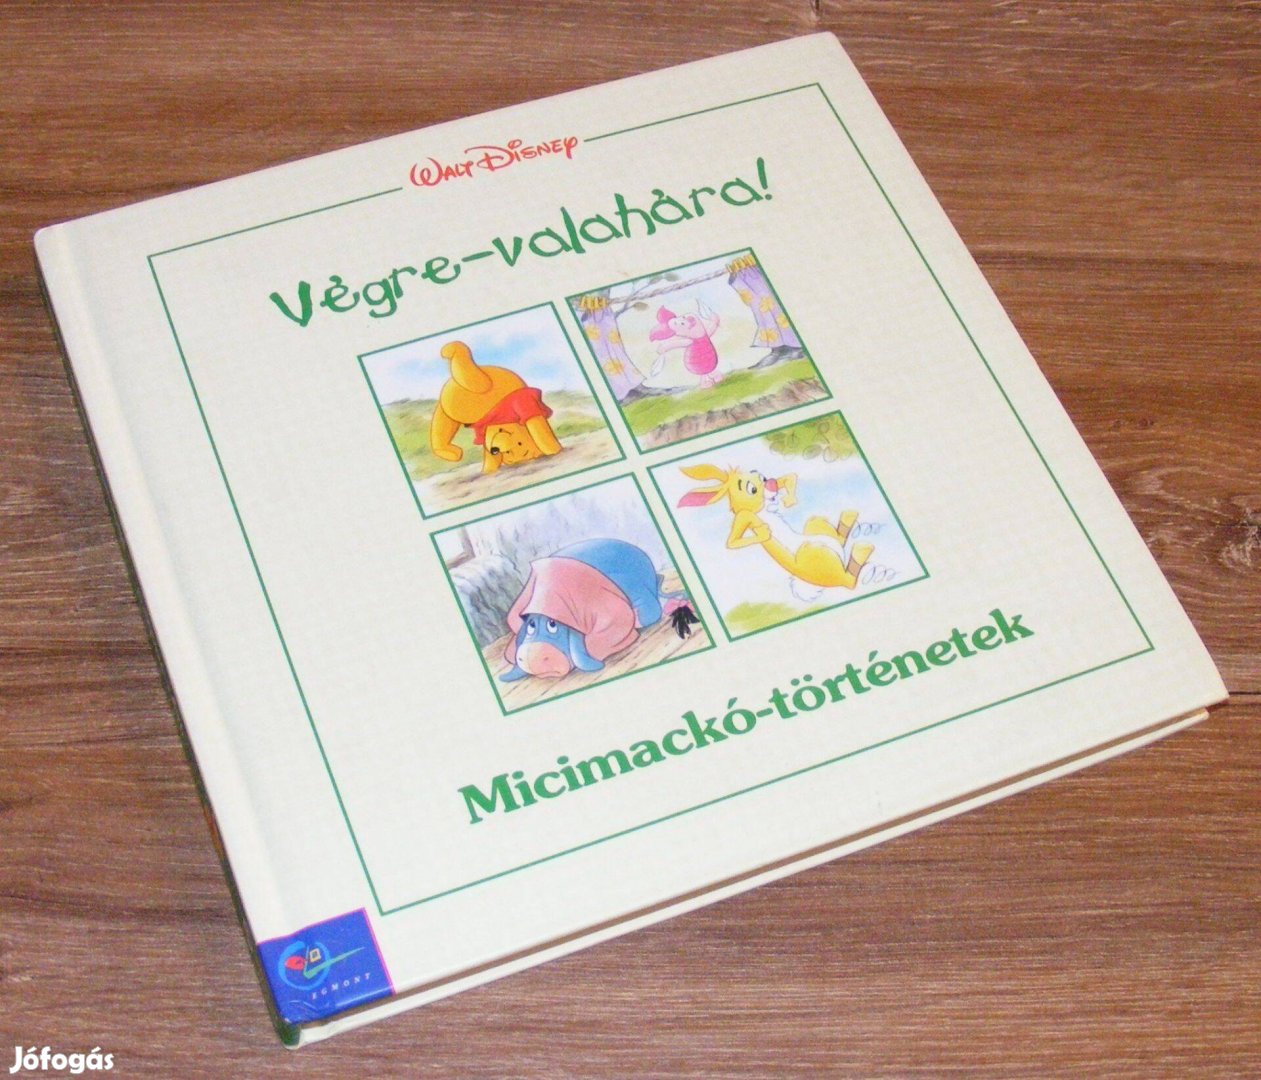 WALT DISNEY
Végre-valahára!
Micimackó-történetek
EGMONT
Jófogás